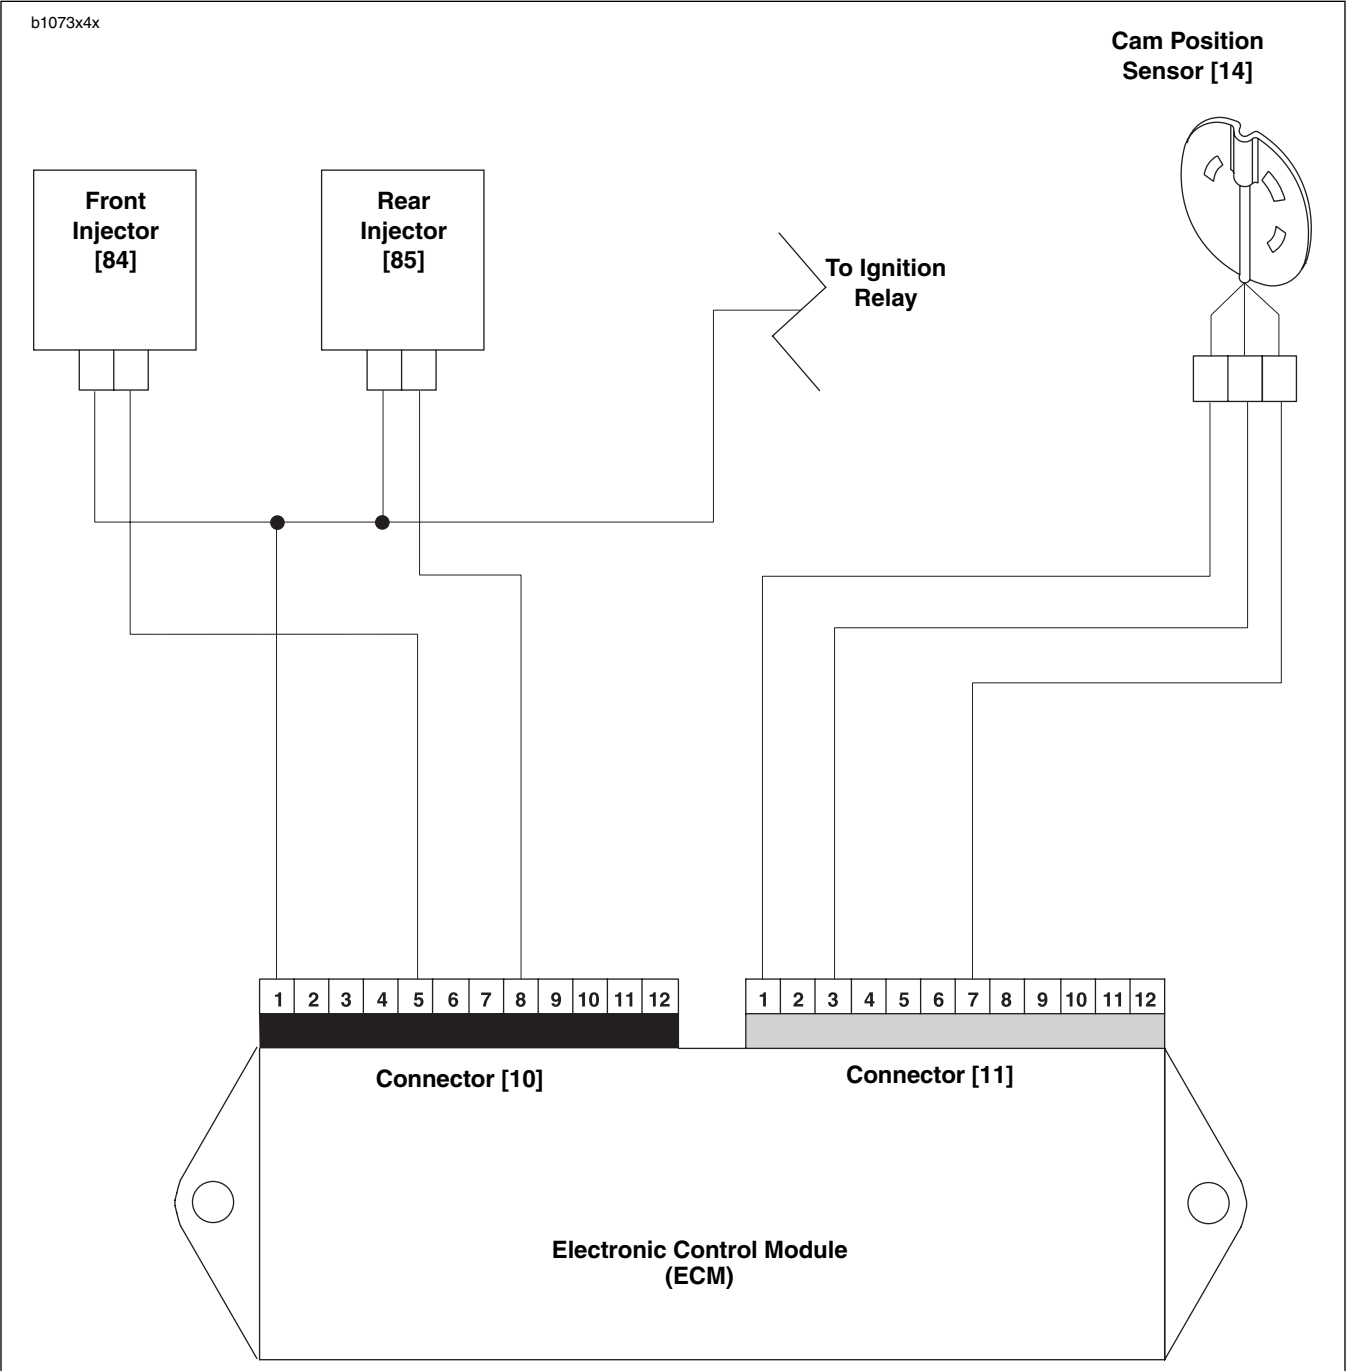 b1073x4x
Cam Position
Sensor [14]
Front
Injector
[84]
Rear
Injector
[85]
To Ignition
Relay
1 2 3 4 5 6 7 8 9 10 11 12
1 2 3 4 5 6 7 8 9 10 11 12
Connector [10]
Connector [11]
Electronic Control Module
(ECM)